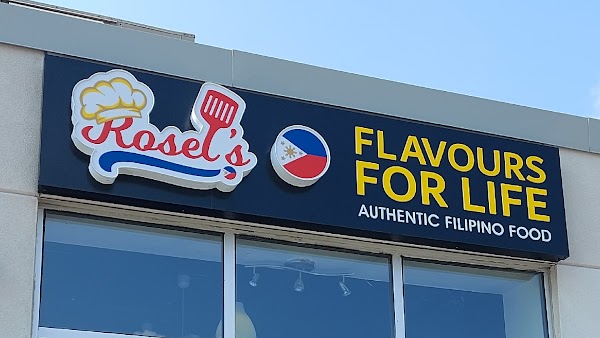 Rosel's
FLAVOURS
FOR LIFE
AUTHENTIC FILIPINO FOOD